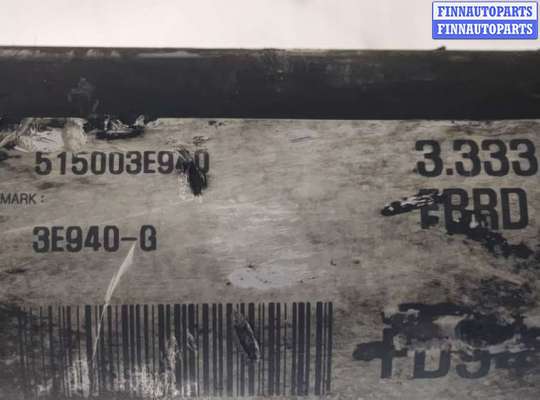 FINNAUTOPARTS
FINNAUTOPARTS
515003E940 3.333
MARK : FBRD
3E940-G